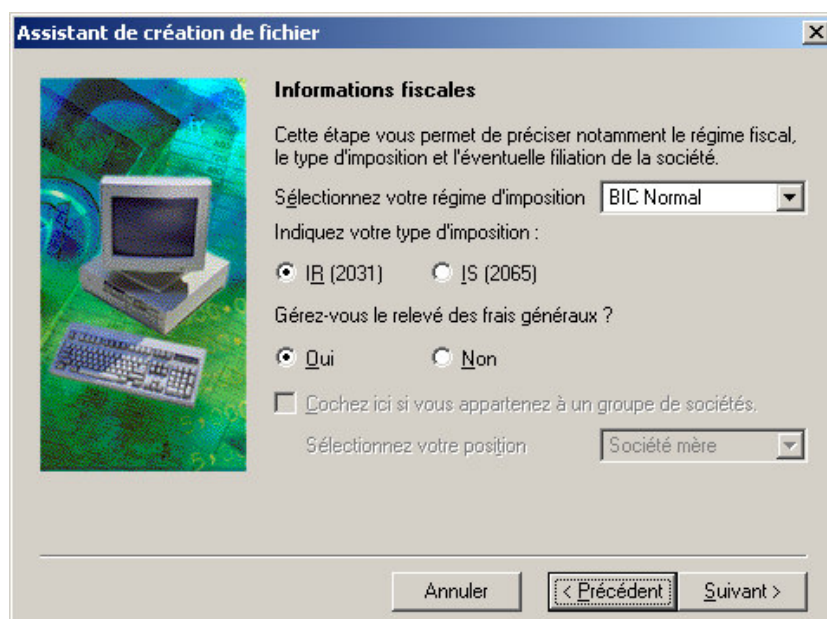 Assistant de création de fichier
Informations fiscales
Cette étape vous permet de préciser notamment le régime fiscal,
le type d'imposition et l'éventuelle filiation de la société.
Sélectionnez votre régime d'imposition BIC Normal
Indiquez votre type d'imposition :
IR (2031) IS (2065)
Gérez-vous le relevé des frais généraux ?
Oui Non
Cochez ici si vous appartenez à un groupe de sociétés.
Sélectionnez votre position Société mère
Annuler < Précédent Suivant >